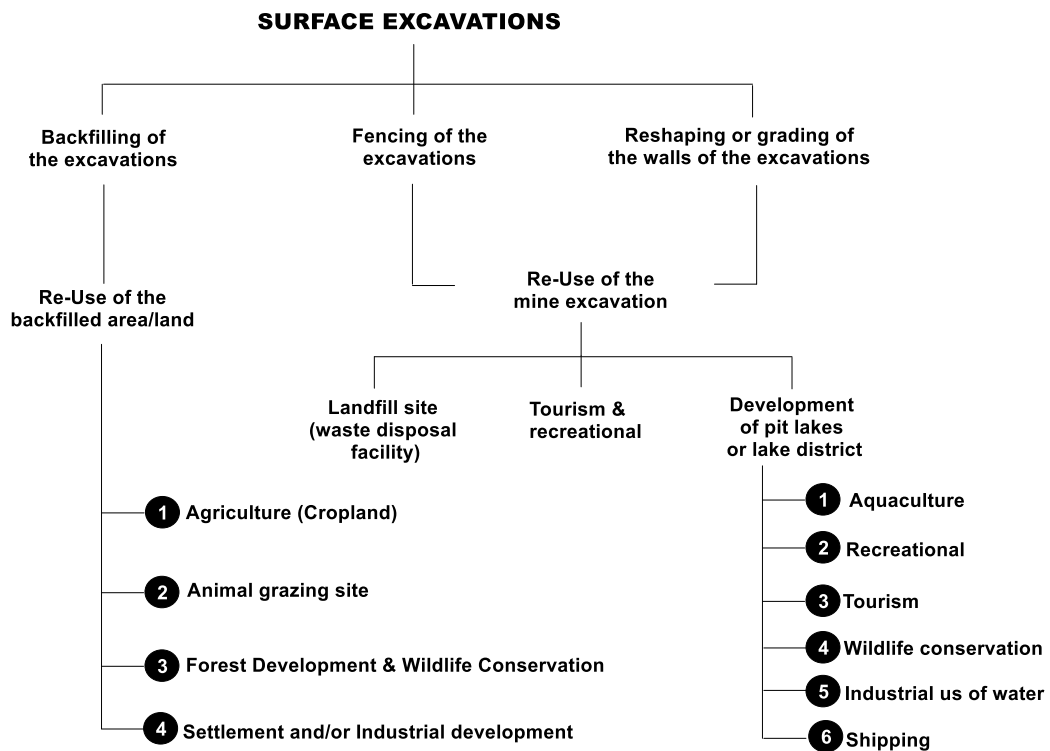 SURFACE EXCAVATIONS
Backfilling of
the excavations
Fencing of the
excavations
Reshaping or grading of
the walls of the excavations
Re-Use of the
backfilled area/land
Re-Use of the
mine excavation
Landfill site
(waste disposal
facility)
Tourism &
recreational
Development
of pit lakes
or lake district
1 Agriculture (Cropland)
2 Animal grazing site
3 Forest Development & Wildlife Conservation
4 Settlement and/or Industrial development
1 Aquaculture
2 Recreational
3 Tourism
4 Wildlife conservation
5 Industrial us of water
6 Shipping